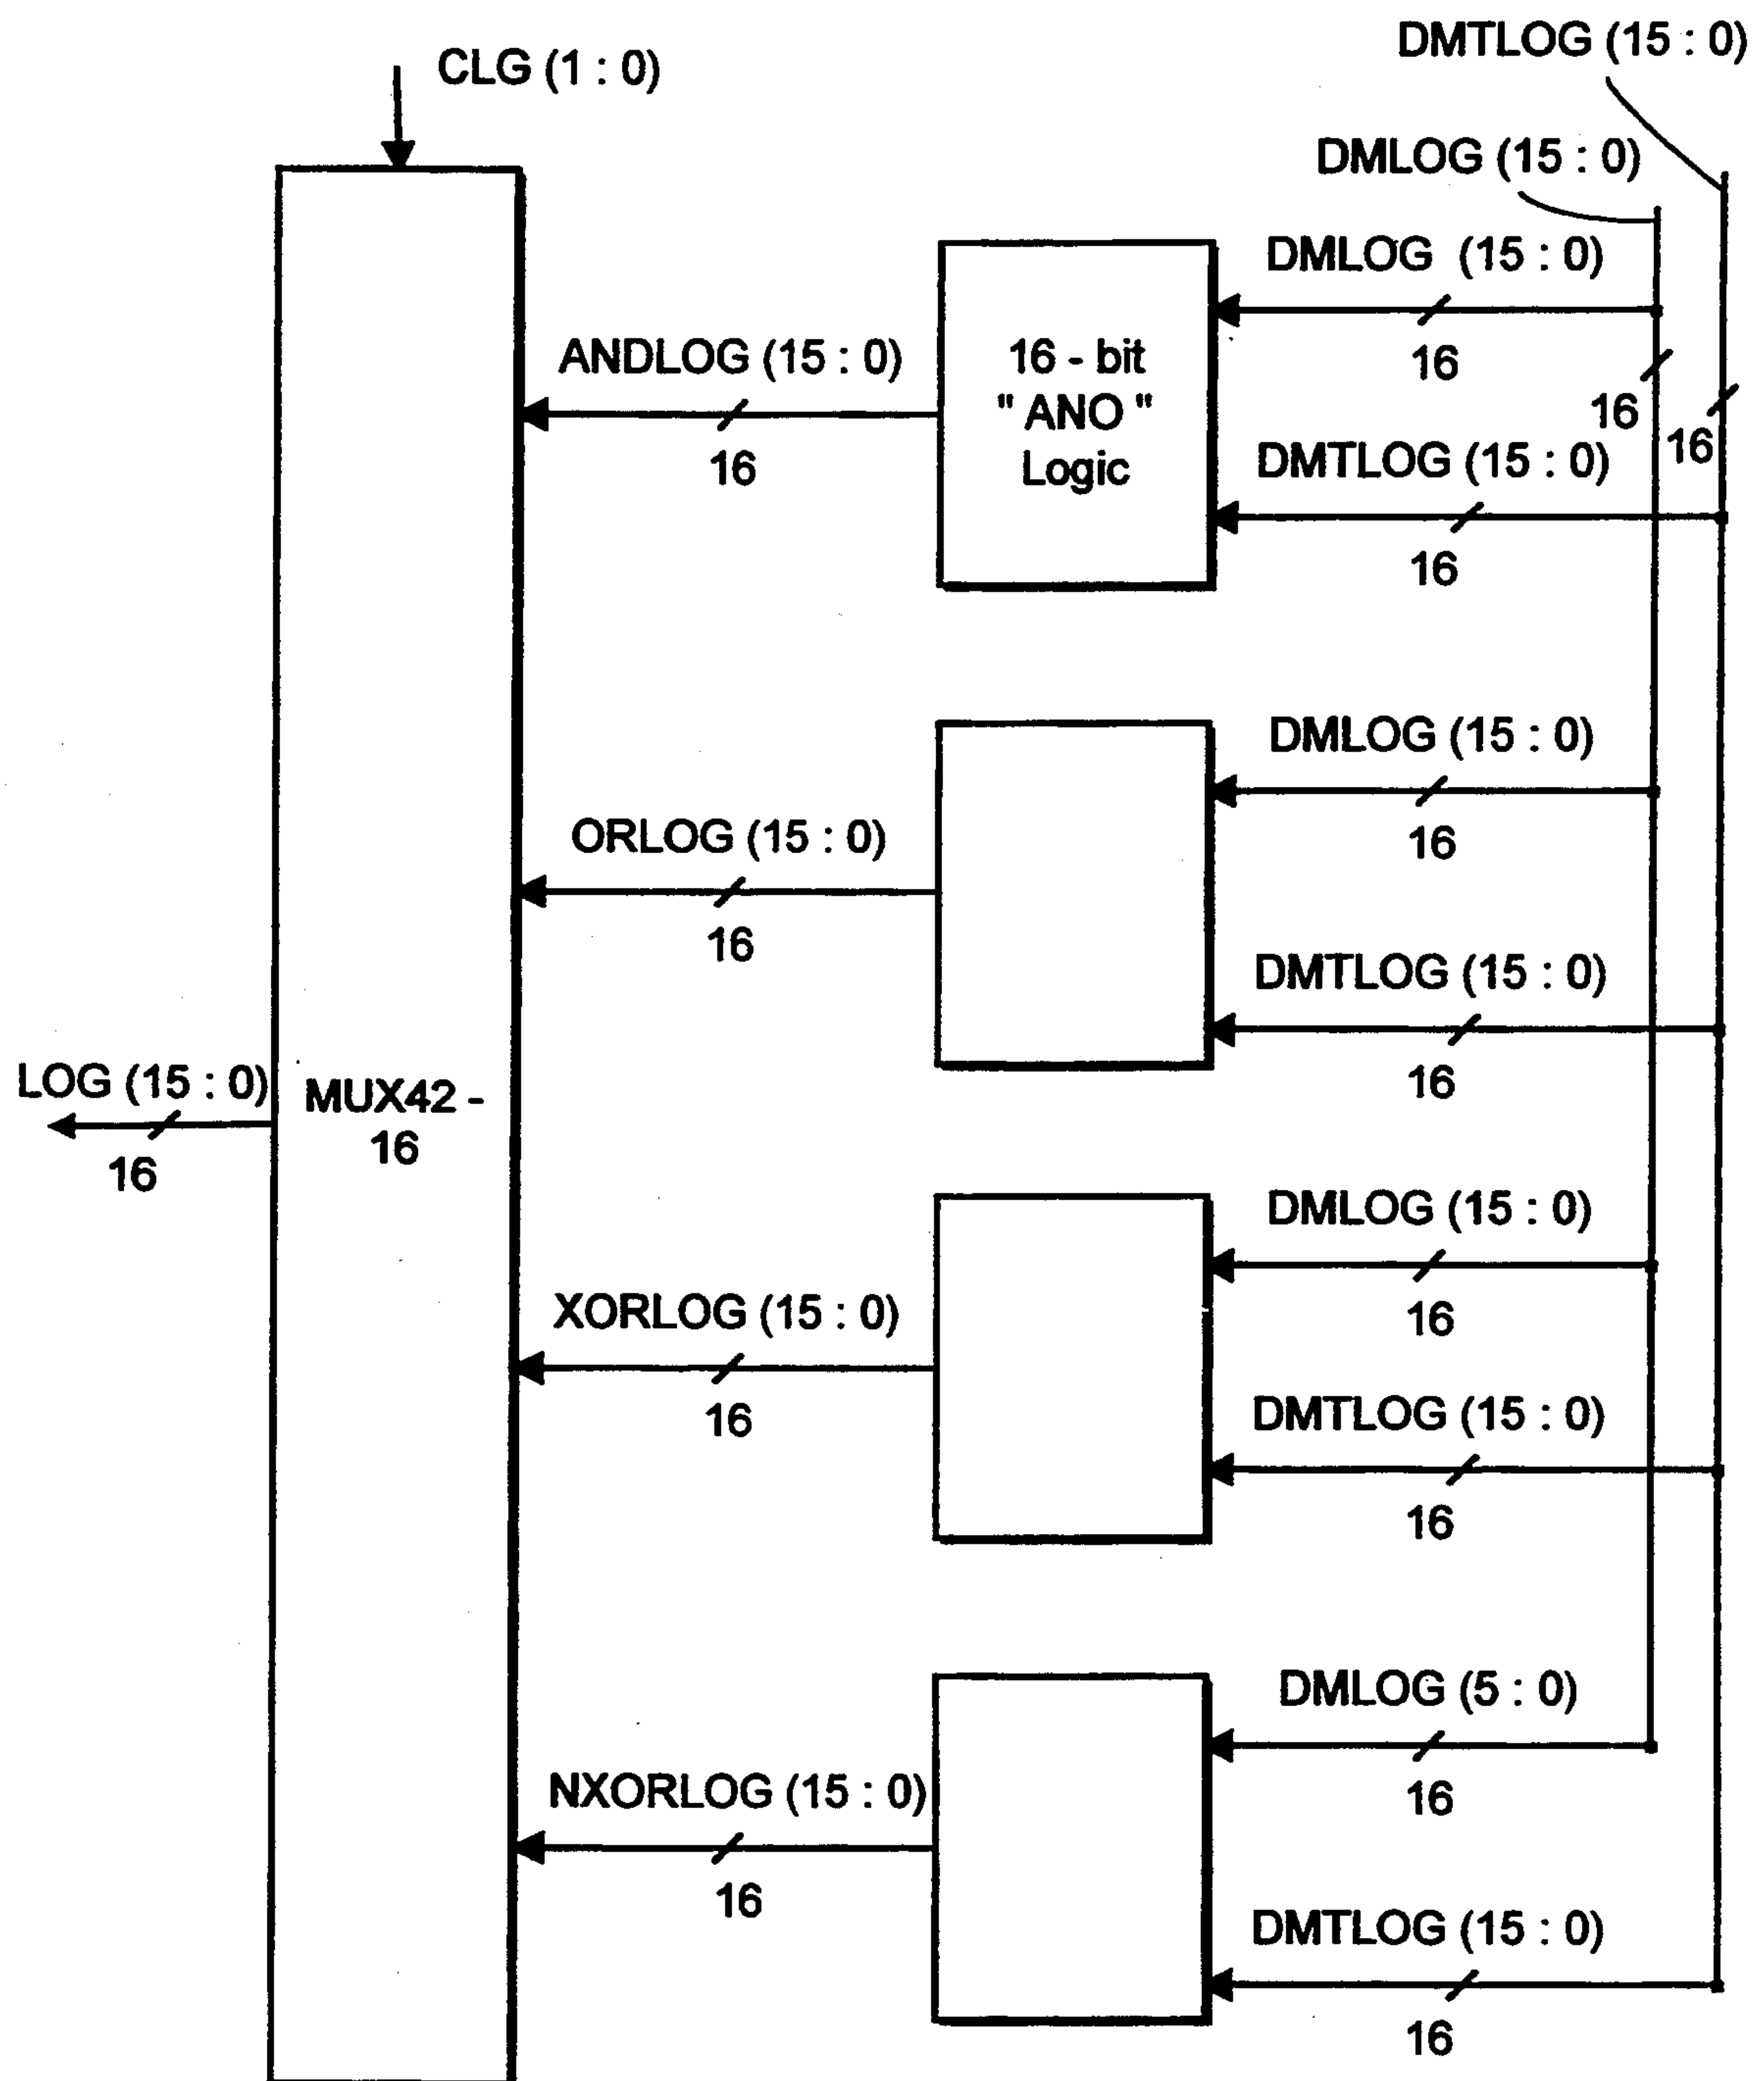 DMTLOG (15 : 0)
CLG (1 : 0)
DMLOG (15 : 0)
DMLOG (15 : 0)
16
16
16
ANDLOG (15 : 0)
16
16 - bit
" ANO "
Logic
DMTLOG (15 : 0)
16
DMLOG (15 : 0)
16
ORLOG (15 : 0)
16
DMTLOG (15 : 0)
16
LOG (15 : 0)
16
MUX42 -
16
DMLOG (15 : 0)
16
XORLOG (15 : 0)
16
DMTLOG (15 : 0)
16
DMLOG (5 : 0)
16
NXORLOG (15 : 0)
16
DMTLOG (15 : 0)
16